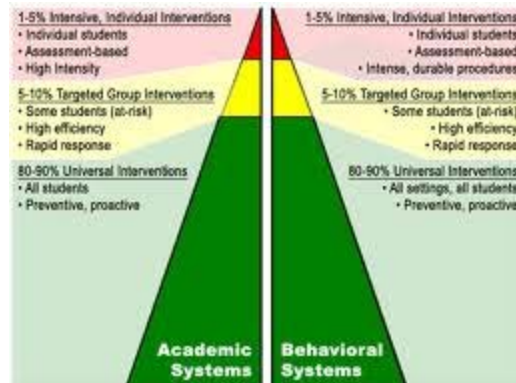 1-5% Intensive, Individual Interventions
• Individual students
• Assessment-based
• High Intensity
5-10% Targeted Group Interventions
• Some students (at-risk)
• High efficiency
• Rapid response
80-90% Universal Interventions
• All students
• Preventive, proactive
1-5% Intensive, Individual Interventions
• Individual students
• Assessment-based
• Intense, durable procedures
5-10% Targeted Group Interventions
• Some students (at-risk)
• High efficiency
• Rapid response
80-90% Universal Interventions
• All settings, all students
• Preventive, proactive
Academic
Systems
Behavioral
Systems